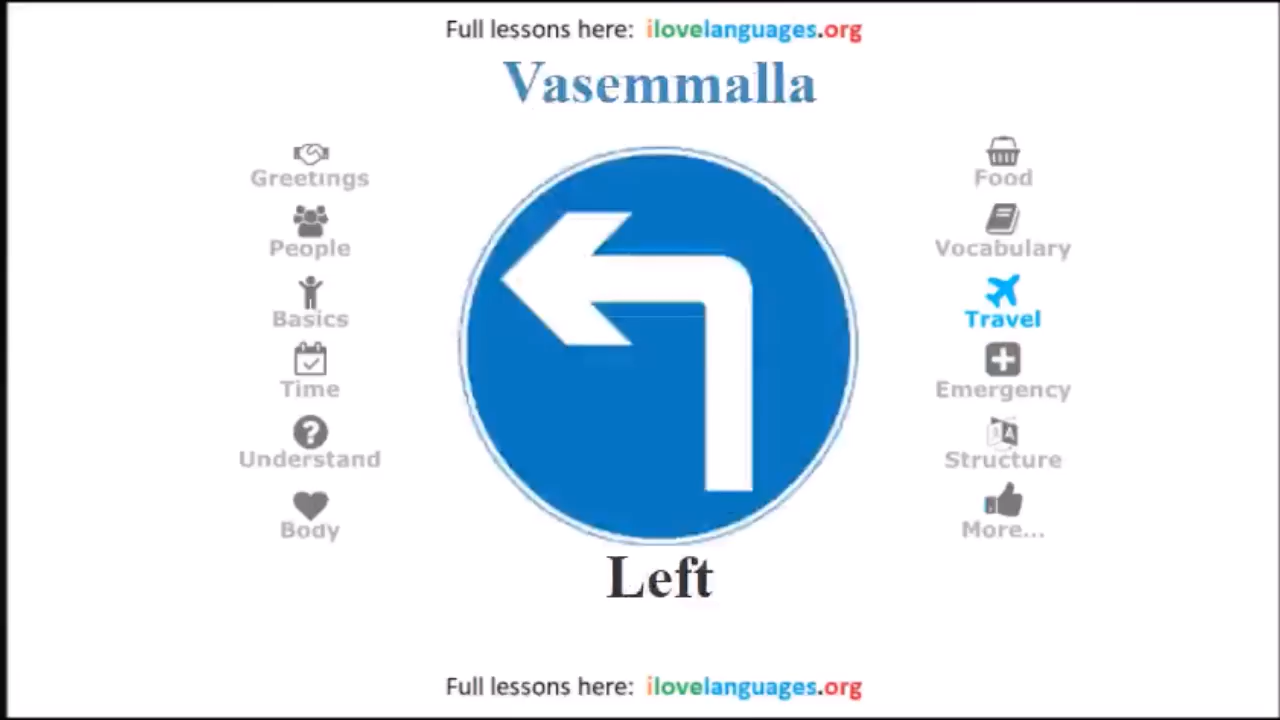 Full lessons here: ilovelanguages.org
Vasemmalla
Greetings
People
Basics
Time
Understand
Body
Food
Vocabulary
Travel
Emergency
Structure
More...
Left
Full lessons here: ilovelanguages.org